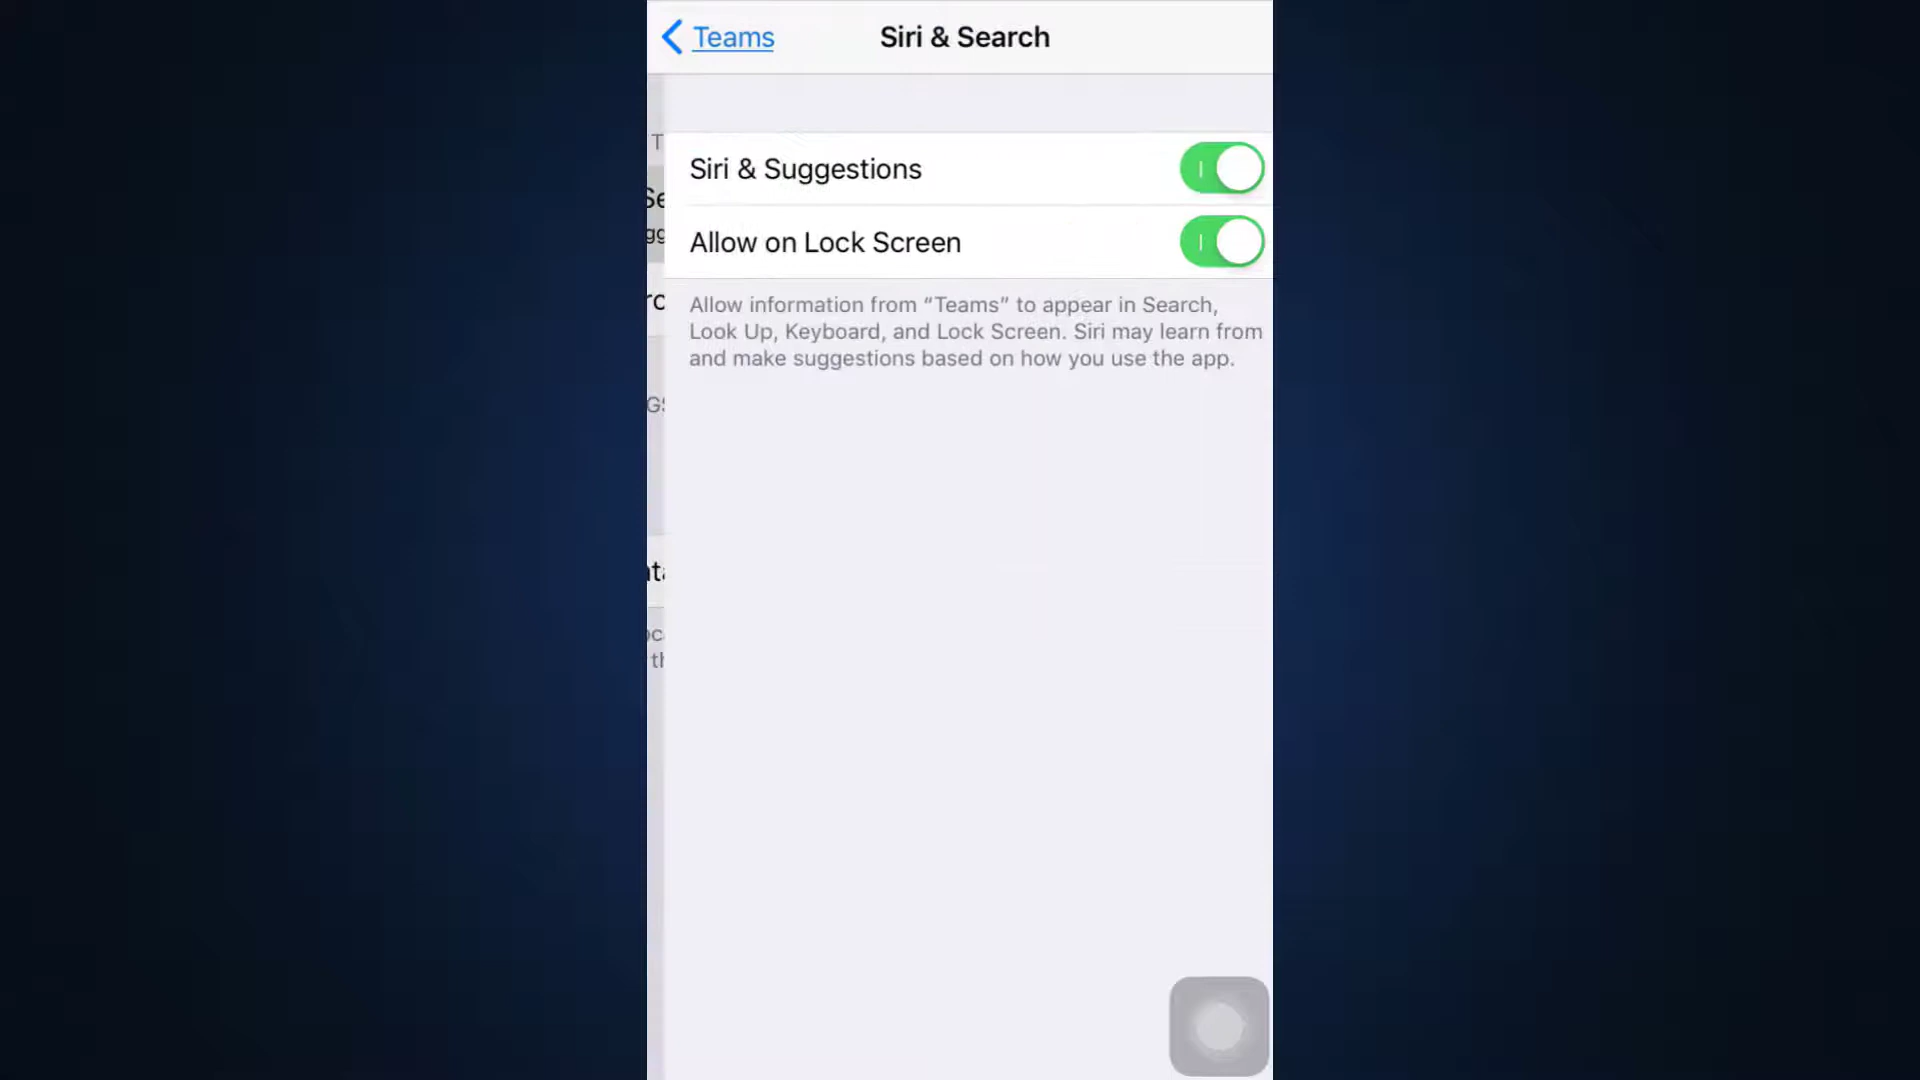 Teams
Siri & Search
Siri & Suggestions
Allow on Lock Screen
Allow information from “Teams” to appear in Search,
Look Up, Keyboard, and Lock Screen. Siri may learn from
and make suggestions based on how you use the app.